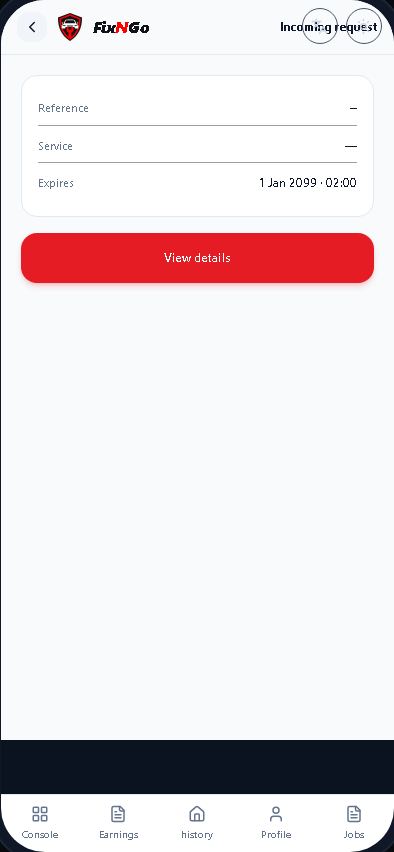 FixNGo
Incoming request
Reference –
Service —
Expires 1 Jan 2099 · 02:00
View details
Console Earnings history Profile Jobs